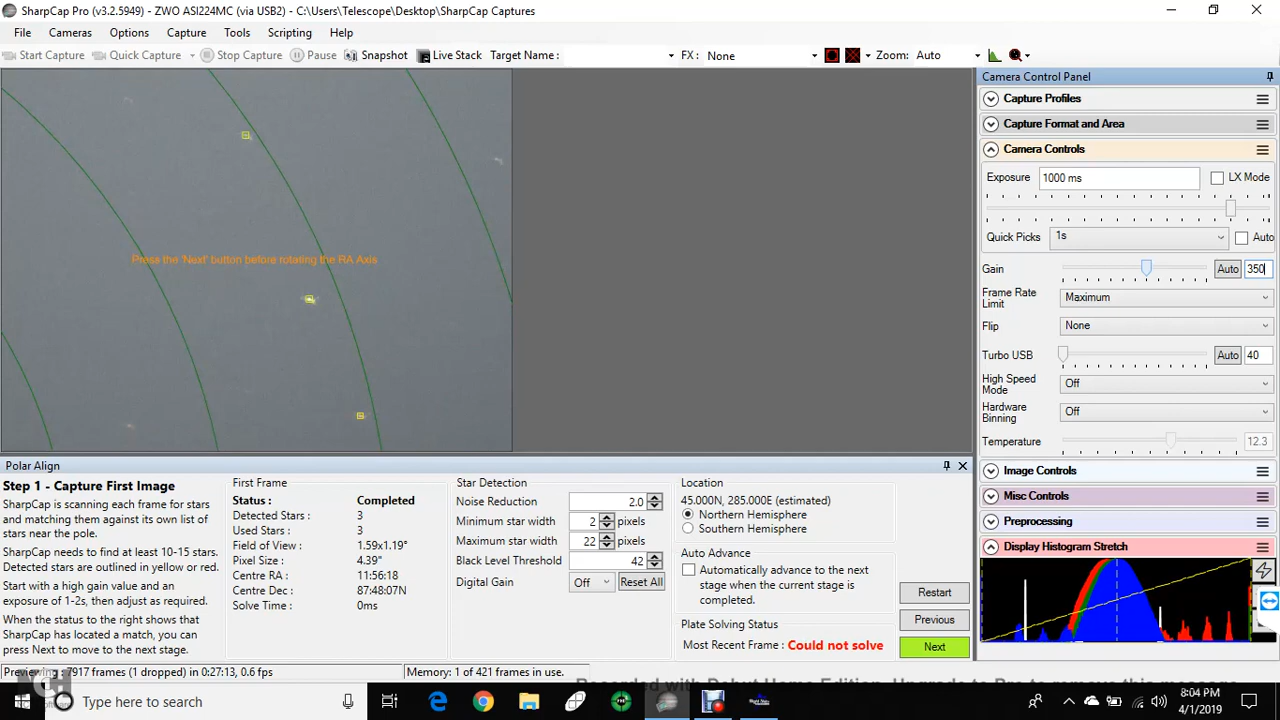 SharpCap Pro (v3.2.5949) - ZWO ASI224MC (via USB2) - C:\Users\Telescope\Desktop\SharpCap Captures
File Cameras Options Capture Tools Scripting Help
Start Capture Quick Capture Stop Capture Pause Snapshot Live Stack Target Name : FX : None Zoom: Auto
Press the 'Next' button before rotating the RA Axis
Camera Control Panel
Capture Profiles
Capture Format and Area
Camera Controls
Exposure 1000 ms LX Mode
Quick Picks 1s Auto
Gain Auto 350
Frame Rate Limit Maximum
Flip None
Turbo USB Auto 40
High Speed Mode Off
Hardware Binning Off
Temperature 12.3
Image Controls
Misc Controls
Preprocessing
Display Histogram Stretch
Polar Align
Step 1 - Capture First Image
SharpCap is scanning each frame for
stars and matching them against its own list of
stars near the pole.
SharpCap needs to find at least 10-15 stars.
Detected stars are outlined in yellow or red.
Start with a high gain value and an
exposure of 1-2s, then adjust as required.
When the status to the right shows that
SharpCap has located a match, you can
press Next to move to the next stage.
First Frame
Status : Completed
Detected Stars : 3
Used Stars : 3
Field of View : 1.59x1.19°
Pixel Size : 4.39"
Centre RA : 11:56:18
Centre Dec : 87:48:07N
Solve Time : 0ms
Star Detection
Noise Reduction 2.0
Minimum star width 2 pixels
Maximum star width 22 pixels
Black Level Threshold 42
Digital Gain Off Reset All
Location
45.000N, 285.000E (estimated)
Northern Hemisphere
Southern Hemisphere
Auto Advance
Automatically advance to the next
stage when the current stage is
completed.
Plate Solving Status
Most Recent Frame : Could not solve
Restart
Previous
Next
Previewing : 7917 frames (1 dropped) in 0:27:13, 0.6 fps Memory: 1 of 421 frames in use.
Type here to search
8:04 PM
4/1/2019